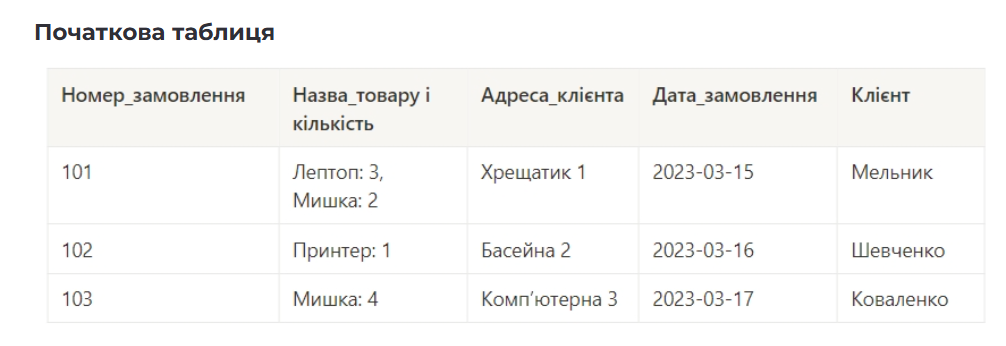 Початкова таблиця
Номер_замовлення Назва_товару і кількість Адреса_клієнта Дата_замовлення Клієнт
101 Лептоп: 3, Мишка: 2 Хрещатик 1 2023-03-15 Мельник
102 Принтер: 1 Басейна 2 2023-03-16 Шевченко
103 Мишка: 4 Комп’ютерна 3 2023-03-17 Коваленко